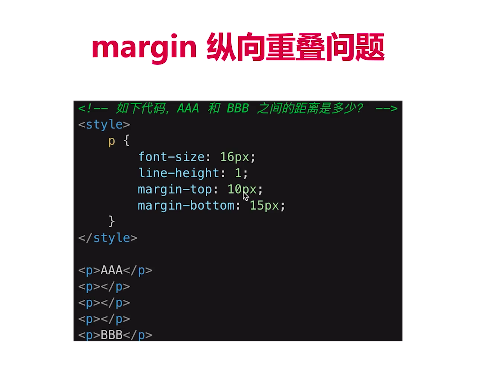 margin 纵向重叠问题
<!-- 如下代码，AAA 和 BBB 之间的距离是多少？ -->
<style>
p {
font-size: 16px;
line-height: 1;
margin-top: 10px;
margin-bottom: 15px;
}
</style>
<p>AAA</p>
<p></p>
<p></p>
<p></p>
<p>BBB</p>